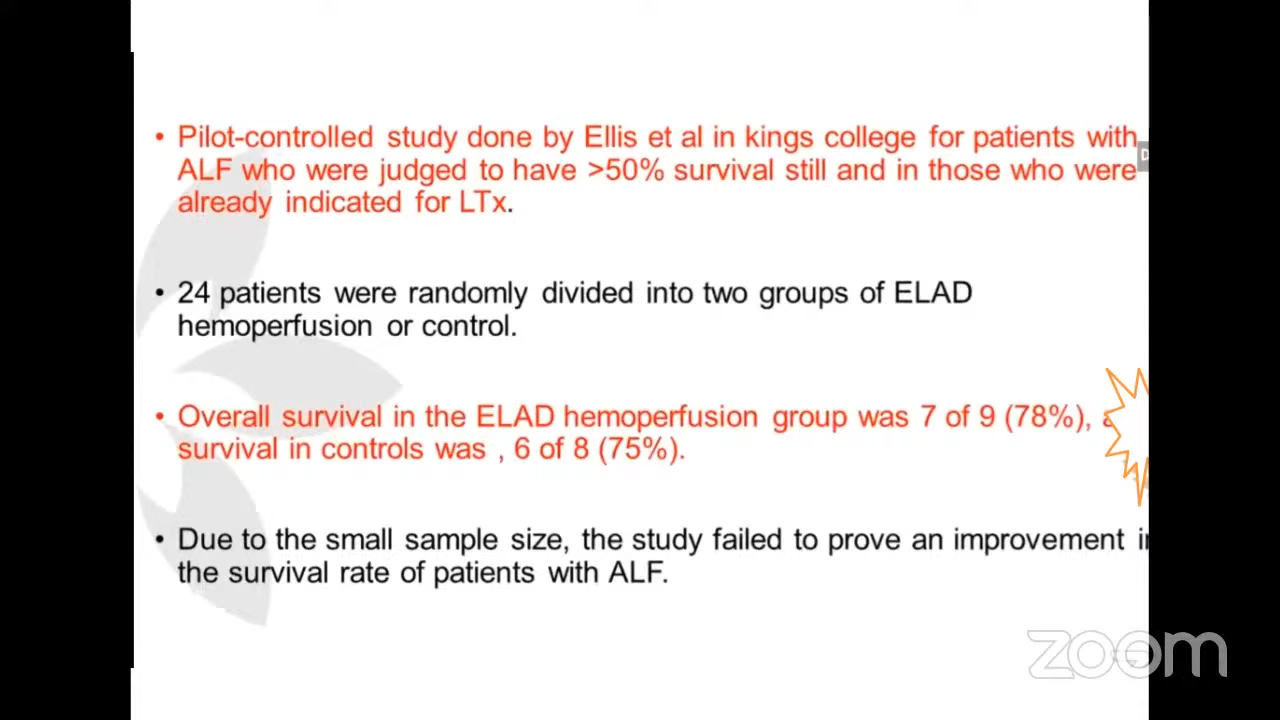 • Pilot-controlled study done by Ellis et al in kings college for patients with
ALF who were judged to have >50% survival still and in those who were
already indicated for LTx.
• 24 patients were randomly divided into two groups of ELAD
hemoperfusion or control.
• Overall survival in the ELAD hemoperfusion group was 7 of 9 (78%),
survival in controls was , 6 of 8 (75%).
• Due to the small sample size, the study failed to prove an improvement
the survival rate of patients with ALF.
zoom